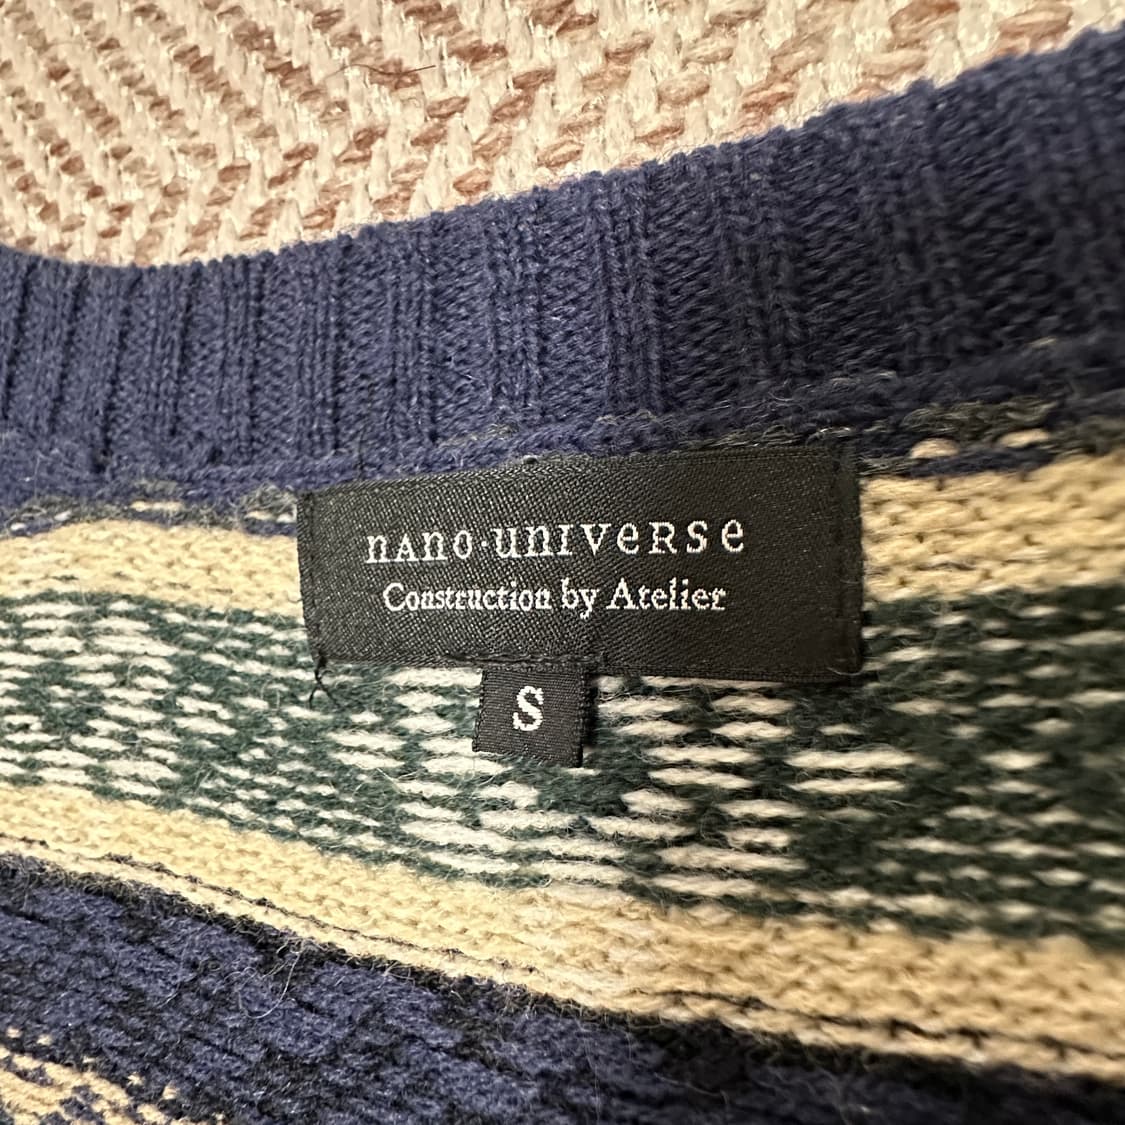 nAno·unIveRse
Construction by Atelier
S